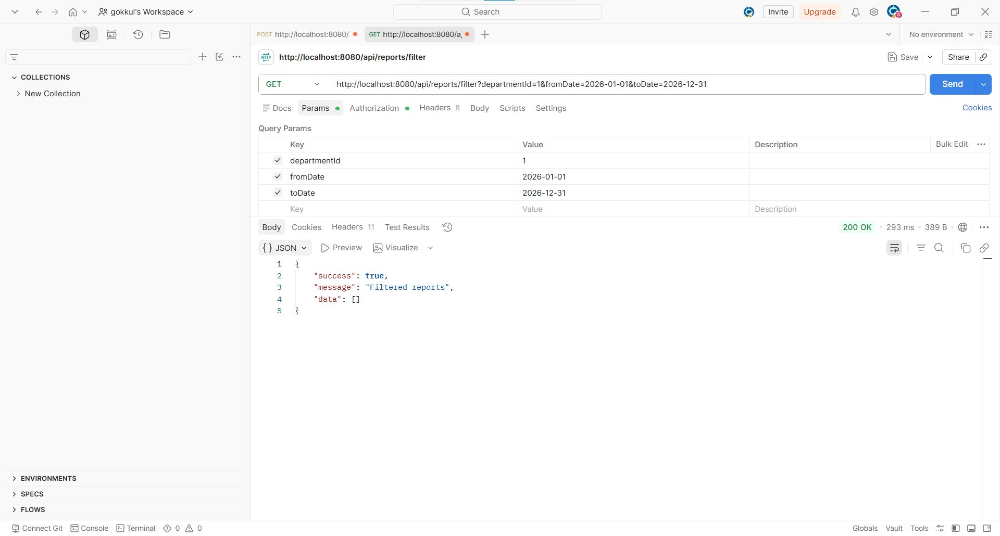 gokkul's Workspace
Search
Invite
Upgrade
POST http://localhost:8080/
GET http://localhost:8080/a
No environment
HTTP
http://localhost:8080/api/reports/filter
Save
Share
COLLECTIONS
New Collection
GET
http://localhost:8080/api/reports/filter?departmentId=1&fromDate=2026-01-01&toDate=2026-12-31
Send
Docs Params Authorization Headers 8 Body Scripts Settings
Cookies
Query Params
Key Value Description Bulk Edit
departmentId 1
fromDate 2026-01-01
toDate 2026-12-31
Key Value Description
Body Cookies Headers 11 Test Results
200 OK 293 ms 389 B
{} JSON Preview Visualize
1 {
2 "success": true,
3 "message": "Filtered reports",
4 "data": []
5 }
ENVIRONMENTS
SPECS
FLOWS
Connect Git Console Terminal 0 0
Globals Vault Tools